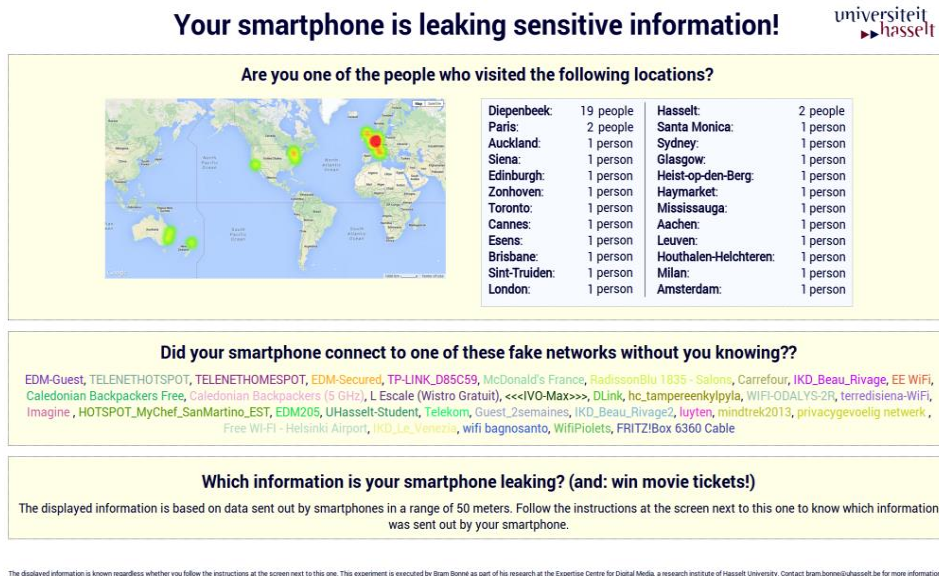 Your smartphone is leaking sensitive information!
universiteit
hasselt
Are you one of the people who visited the following locations?
Diepenbeek: 19 people Hasselt: 2 people
Paris: 2 people Santa Monica: 1 person
Auckland: 1 person Sydney: 1 person
Siena: 1 person Glasgow: 1 person
Edinburgh: 1 person Heist-op-den-Berg: 1 person
Zonhoven: 1 person Haymarket: 1 person
Toronto: 1 person Mississauga: 1 person
Cannes: 1 person Aachen: 1 person
Esens: 1 person Leuven: 1 person
Brisbane: 1 person Houthalen-Helchteren: 1 person
Sint-Truiden: 1 person Milan: 1 person
London: 1 person Amsterdam: 1 person
Did your smartphone connect to one of these fake networks without you knowing??
EDM-Guest, TELENETHOTSPOT, TELENETHOMESPOT, EDM-Secured, TP-LINK_D85C59, McDonald's France, RadissonBlu 1835 - Salons, Carrefour, IKD_Beau_Rivage, EE WiFi,
Caledonian Backpackers Free, Caledonian Backpackers (5 GHz), L Escale (Wistro Gratuit), <<<IVO-Max>>>, DLink, hc_tampereenkylpyla, WIFI-ODALYS-2R, terredisiena-WiFi,
Imagine , HOTSPOT_MyChef_SanMartino_EST, EDM205, UHasselt-Student, Telekom, Guest_2semaines, IKD_Beau_Rivage2, luyten, mindtrek2013, privacygevoelig netwerk ,
Free WI-FI - Helsinki Airport, IKD_Le_Venezia, wifi bagnosanto, WifiPiolets, FRITZ!Box 6360 Cable
Which information is your smartphone leaking? (and: win movie tickets!)
The displayed information is based on data sent out by smartphones in a range of 50 meters. Follow the instructions at the screen next to this one to know which information
was sent out by your smartphone.
The displayed information is known regardless whether you follow the instructions at the screen next to this one. This experiment is executed by Bram Bonné as part of his research at the Expertise Centre for Digital Media, a research institute of Hasselt University. Contact bram.bonne@uhasselt.be for more information